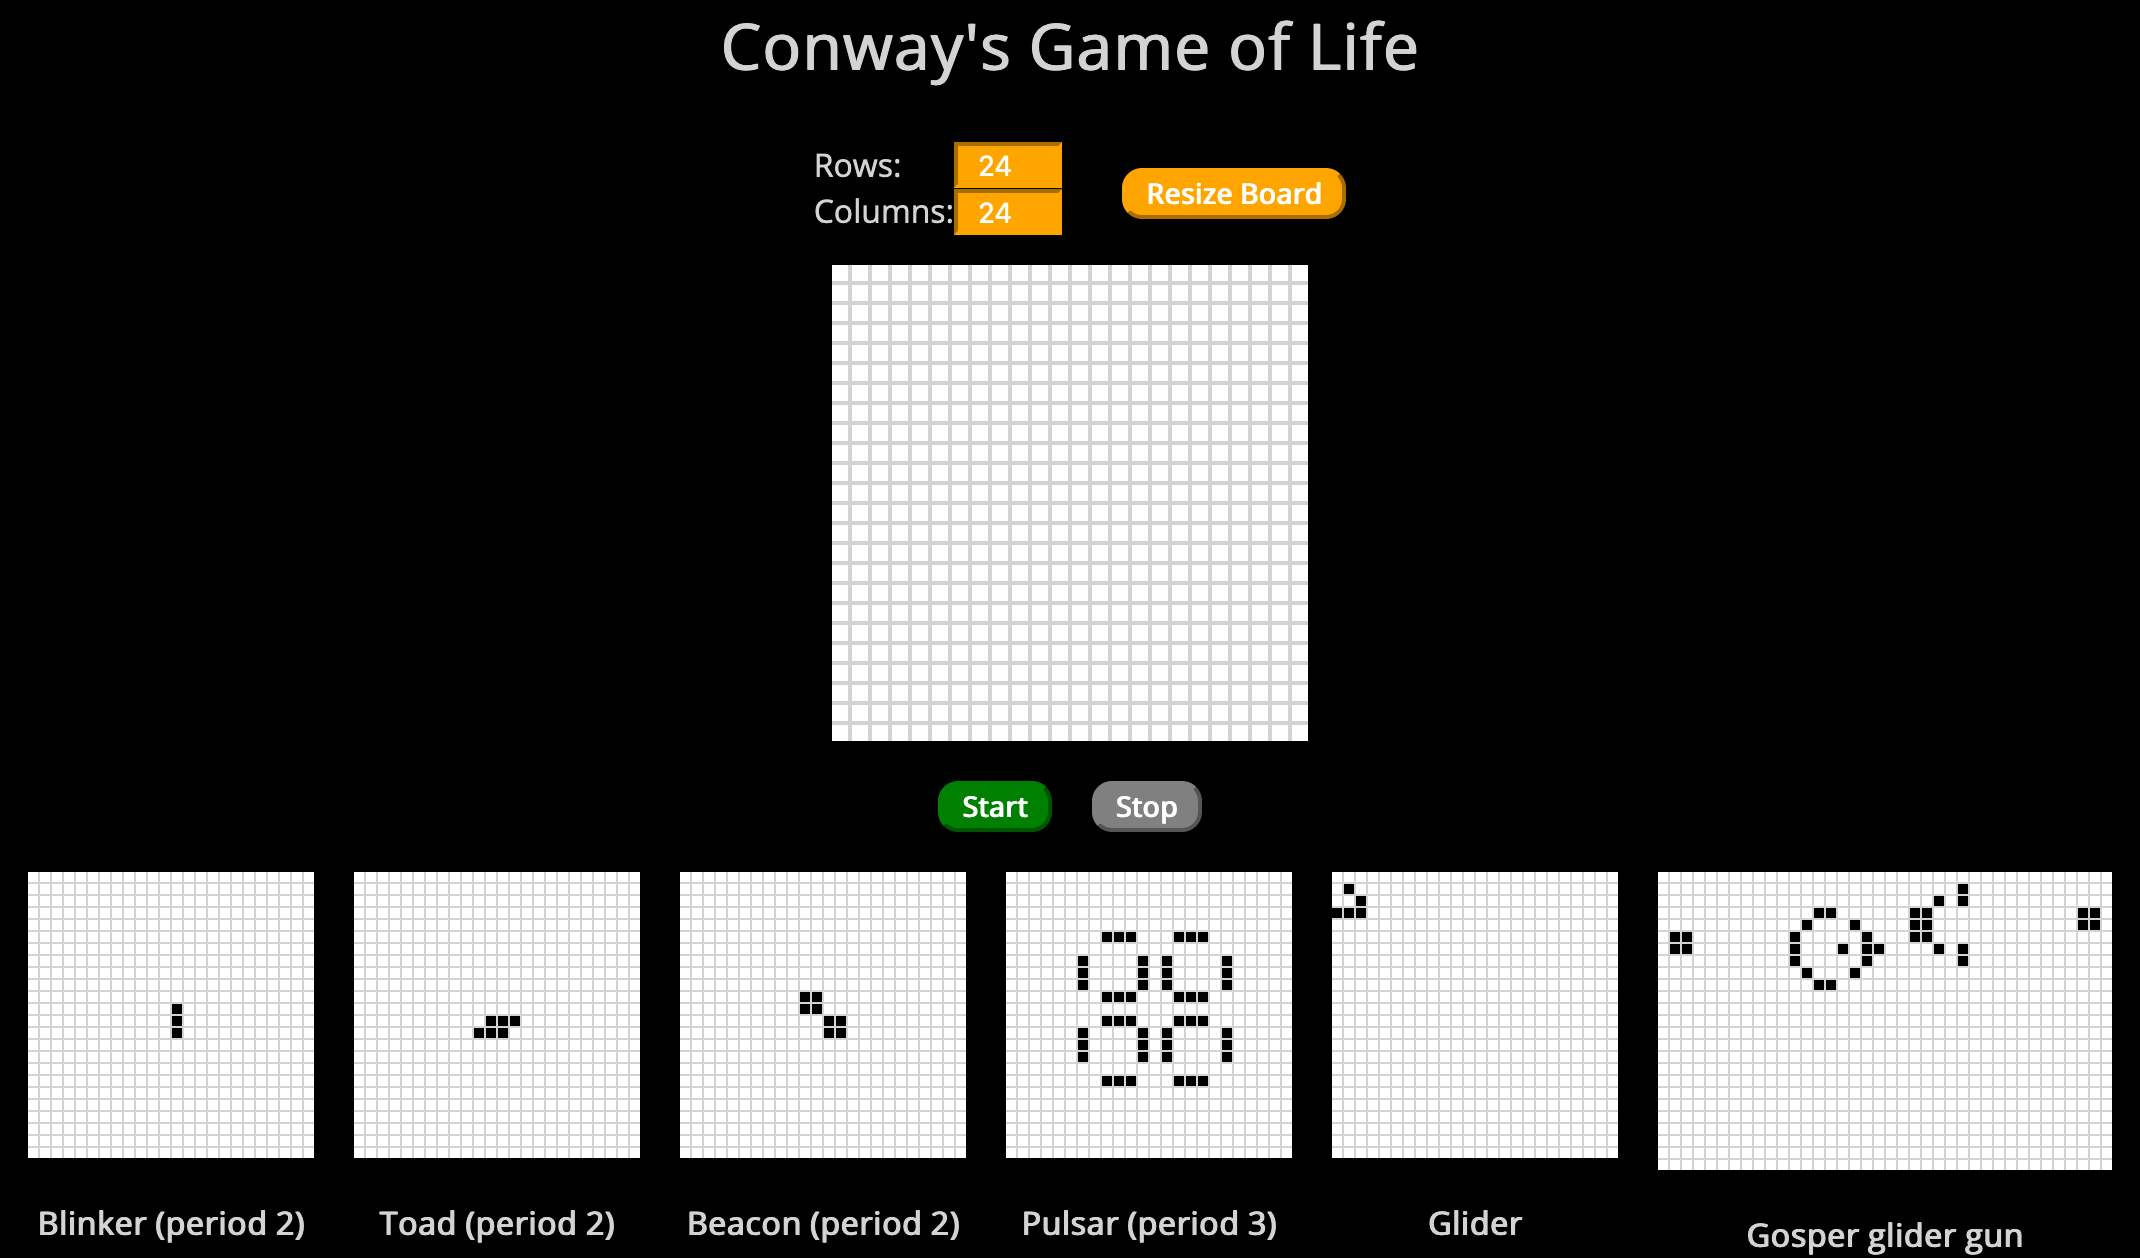 Conway's Game of Life
Rows: 24
Columns: 24
Resize Board
Start Stop
Blinker (period 2)
Toad (period 2)
Beacon (period 2)
Pulsar (period 3)
Glider
Gosper glider gun